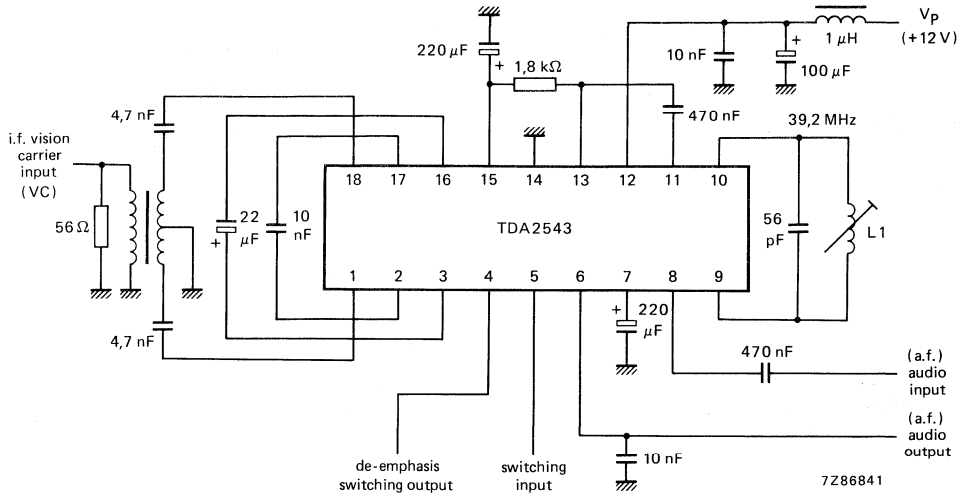 220 μF
+
1,8 kΩ
10 nF
+
100 μF
1 μH
VP
(+12 V)
4,7 nF
470 nF
39,2 MHz
i.f. vision
carrier
input
(VC)
56 Ω
+
22
μF
10
nF
18 17 16 15 14 13 12 11 10
TDA2543
1 2 3 4 5 6 7 8 9
56
pF
L1
4,7 nF
+
220
μF
470 nF
(a.f.)
audio
input
(a.f.)
audio
output
10 nF
de-emphasis
switching output
switching
input
7Z86841